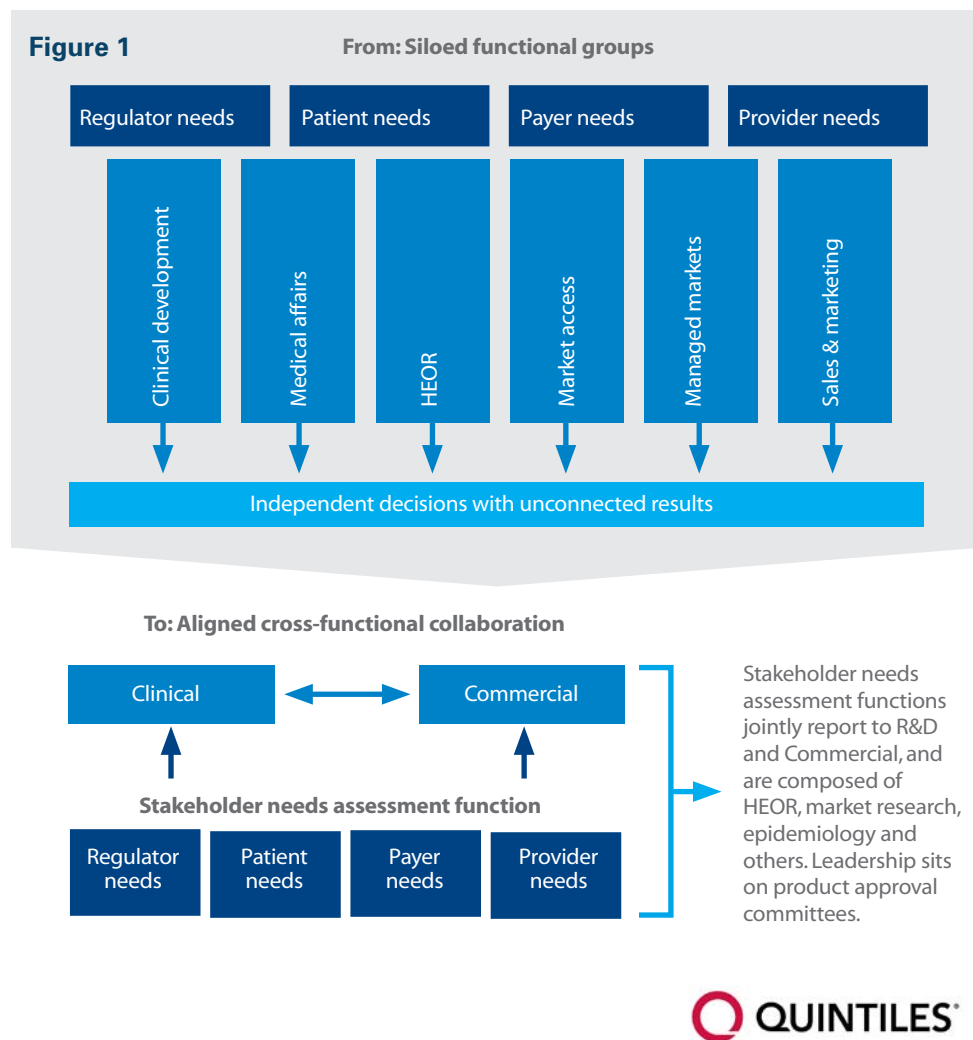 Figure 1
From: Siloed functional groups
Regulator needs
Patient needs
Payer needs
Provider needs
Clinical development
Medical affairs
HEOR
Market access
Managed markets
Sales & marketing
Independent decisions with unconnected results
To: Aligned cross-functional collaboration
Clinical
Commercial
Stakeholder needs assessment function
Regulator
needs
Patient
needs
Payer
needs
Provider
needs
Stakeholder needs
assessment functions
jointly report to R&D
and Commercial, and
are composed of
HEOR, market research,
epidemiology and
others. Leadership sits
on product approval
committees.
QUINTILES